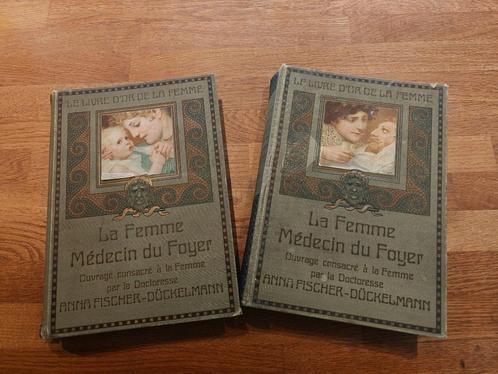 LE LIVRE D'OR DE LA FEMME
La Femme
Médecin du Foyer
Ouvrage consacré à la Femme
par la Doctoresse
ANNA FISCHER-DÜCKELMANN
LE LIVRE D'OR DE LA FEMME
La Femme
Médecin du Foyer
Ouvrage consacré à la Femme
par la Doctoresse
ANNA FISCHER-DÜCKELMANN